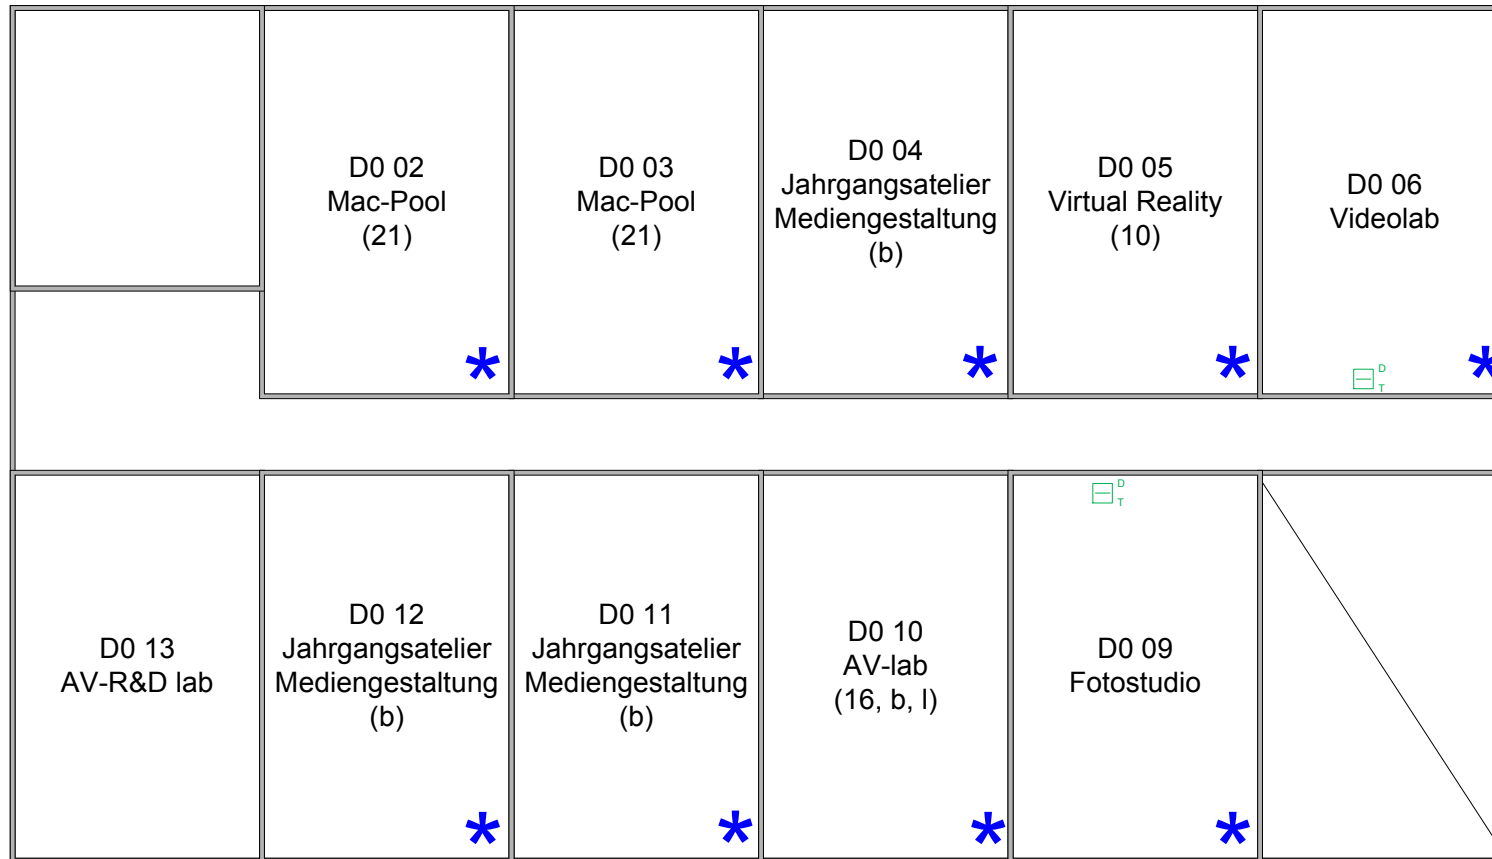 D0 02
Mac-Pool
(21)
D0 03
Mac-Pool
(21)
D0 04
Jahrgangsatelier
Mediengestaltung
(b)
D0 05
Virtual Reality
(10)
D0 06
Videolab
*
*
*
*
*
D
T
D0 13
AV-R&D lab
D0 12
Jahrgangsatelier
Mediengestaltung
(b)
D0 11
Jahrgangsatelier
Mediengestaltung
(b)
D0 10
AV-lab
(16, b, l)
D
T
D0 09
Fotostudio
*
*
*
*